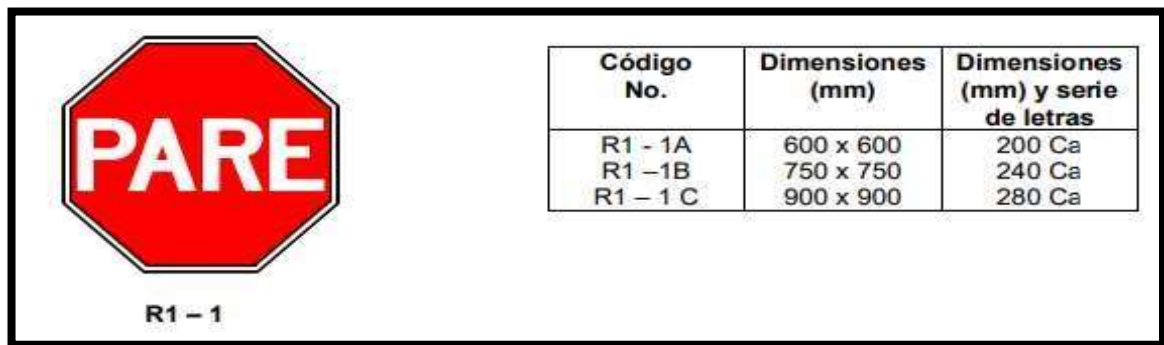 PARE
R1 – 1
Código No. Dimensiones (mm) Dimensiones (mm) y serie de letras
R1 - 1A 600 x 600 200 Ca
R1 –1B 750 x 750 240 Ca
R1 – 1 C 900 x 900 280 Ca